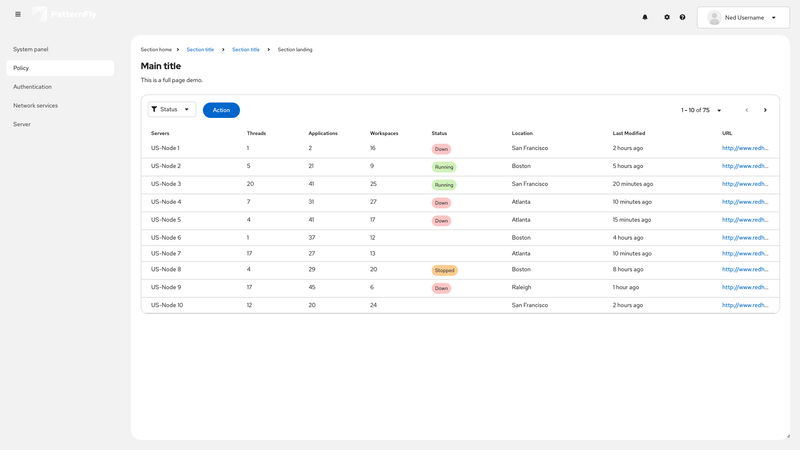 PatternFly
Ned Username
System panel
Policy
Authentication
Network services
Server
Section home Section title Section title Section landing
Main title
This is a full page demo.
Status Action 1 - 10 of 75
Servers Threads Applications Workspaces Status Location Last Modified URL
US-Node 1 1 2 16 Down San Francisco 2 hours ago http://www.redh...
US-Node 2 5 21 9 Running Boston 5 hours ago http://www.redh...
US-Node 3 20 41 25 Running San Francisco 20 minutes ago http://www.redh...
US-Node 4 7 31 27 Down Atlanta 10 minutes ago http://www.redh...
US-Node 5 4 41 17 Down Atlanta 15 minutes ago http://www.redh...
US-Node 6 1 37 12 Boston 4 hours ago http://www.redh...
US-Node 7 17 27 13 Atlanta 10 minutes ago http://www.redh...
US-Node 8 4 29 20 Stopped Boston 8 hours ago http://www.redh...
US-Node 9 17 45 6 Down Raleigh 1 hour ago http://www.redh...
US-Node 10 12 20 24 San Francisco 2 hours ago http://www.redh...